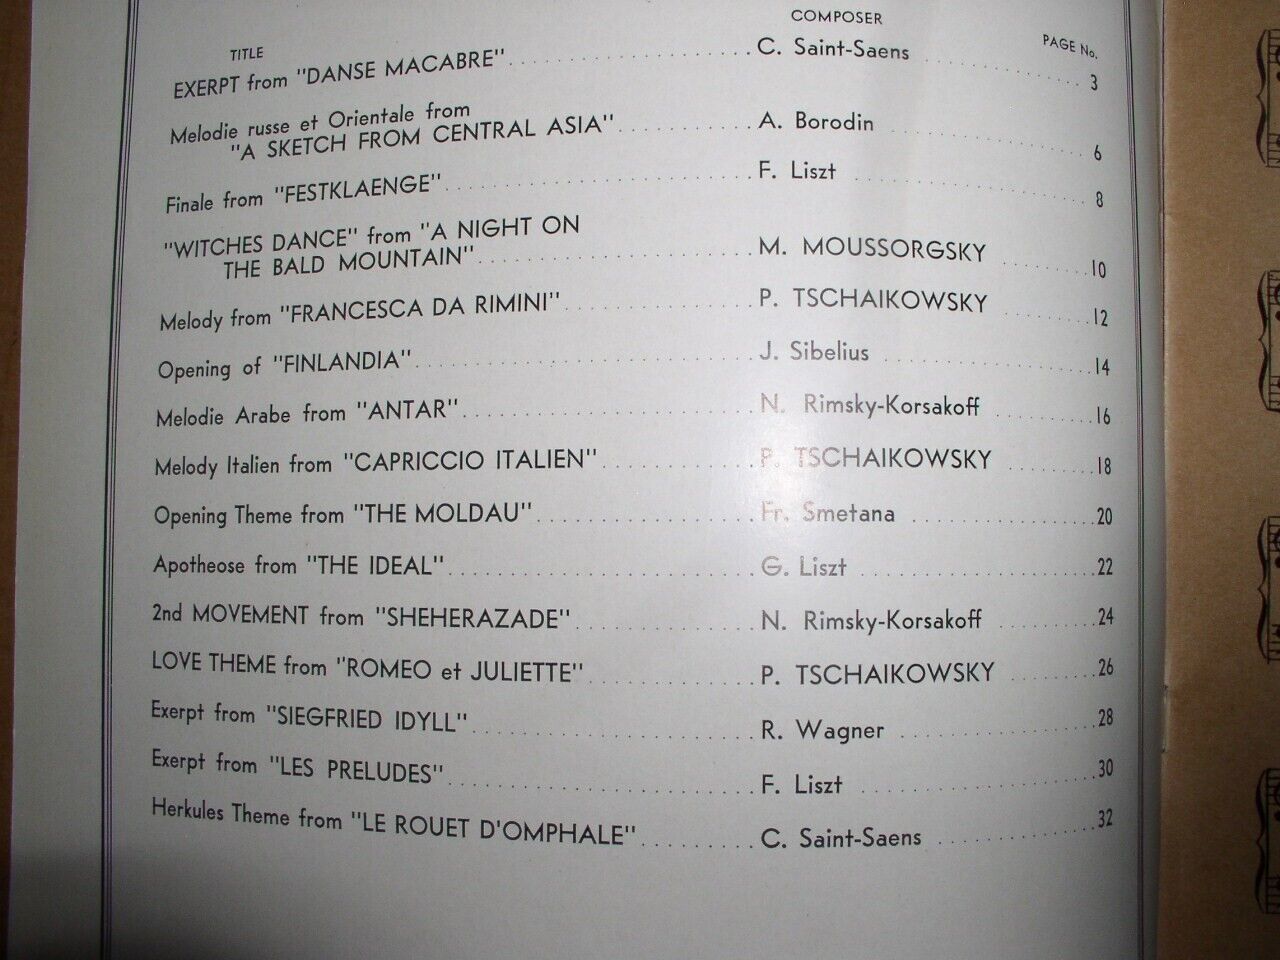 TITLE COMPOSER PAGE No.
EXERPT from "DANSE MACABRE" C. Saint-Saens 3
Melodie russe et Orientale from
"A SKETCH FROM CENTRAL ASIA" A. Borodin 6
Finale from "FESTKLAENGE" F. Liszt 8
"WITCHES DANCE" from "A NIGHT ON
THE BALD MOUNTAIN" M. MOUSSORGSKY 10
Melody from "FRANCESCA DA RIMINI" P. TSCHAIKOWSKY 12
Opening of "FINLANDIA" J. Sibelius 14
Melodie Arabe from "ANTAR" N. Rimsky-Korsakoff 16
Melody Italien from "CAPRICCIO ITALIEN" P. TSCHAIKOWSKY 18
Opening Theme from "THE MOLDAU" Fr. Smetana 20
Apotheose from "THE IDEAL" G. Liszt 22
2nd MOVEMENT from "SHEHERAZADE" N. Rimsky-Korsakoff 24
LOVE THEME from "ROMEO et JULIETTE" P. TSCHAIKOWSKY 26
Exerpt from "SIEGFRIED IDYLL" R. Wagner 28
Exerpt from "LES PRELUDES" F. Liszt 30
Herkules Theme from "LE ROUET D'OMPHALE" C. Saint-Saens 32